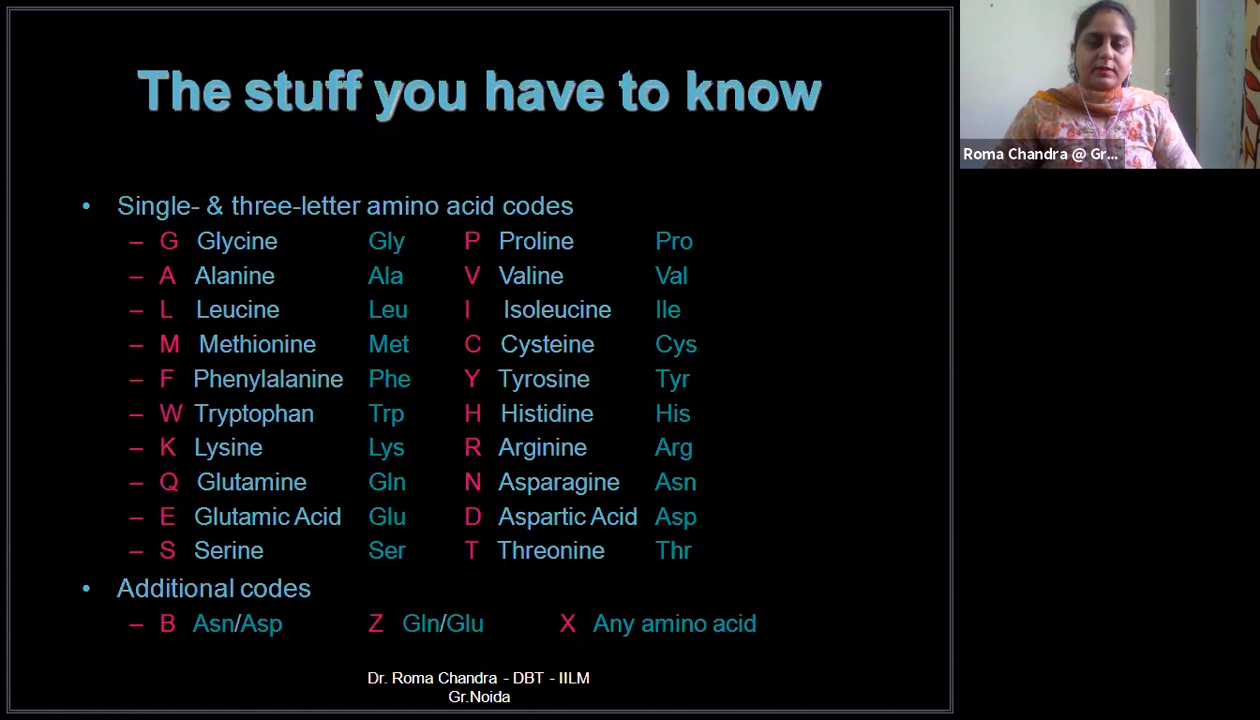 The stuff you have to know
• Single- & three-letter amino acid codes
– G Glycine Gly P Proline Pro
– A Alanine Ala V Valine Val
– L Leucine Leu I Isoleucine Ile
– M Methionine Met C Cysteine Cys
– F Phenylalanine Phe Y Tyrosine Tyr
– W Tryptophan Trp H Histidine His
– K Lysine Lys R Arginine Arg
– Q Glutamine Gln N Asparagine Asn
– E Glutamic Acid Glu D Aspartic Acid Asp
– S Serine Ser T Threonine Thr
• Additional codes
– B Asn/Asp Z Gln/Glu X Any amino acid
Dr. Roma Chandra - DBT - IILM
Gr.Noida
Roma Chandra @ Gr...